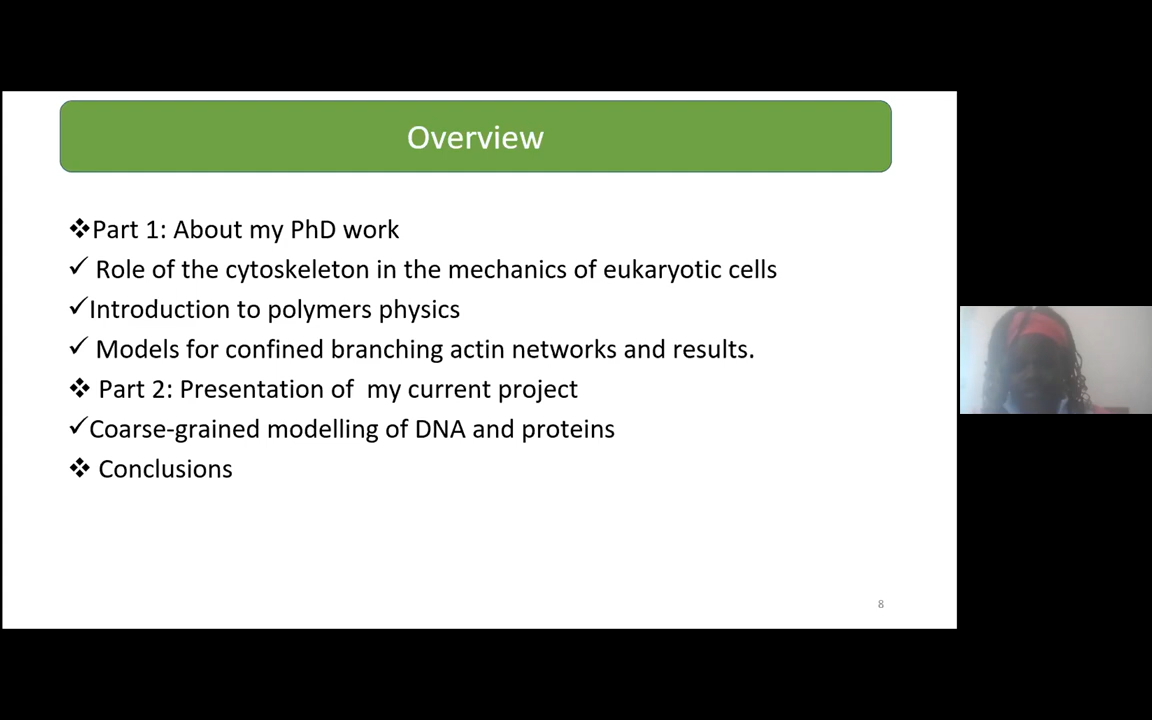 Overview
❖Part 1: About my PhD work
✓ Role of the cytoskeleton in the mechanics of eukaryotic cells
✓Introduction to polymers physics
✓ Models for confined branching actin networks and results.
❖ Part 2: Presentation of  my current project
✓Coarse-grained modelling of DNA and proteins
❖ Conclusions
8